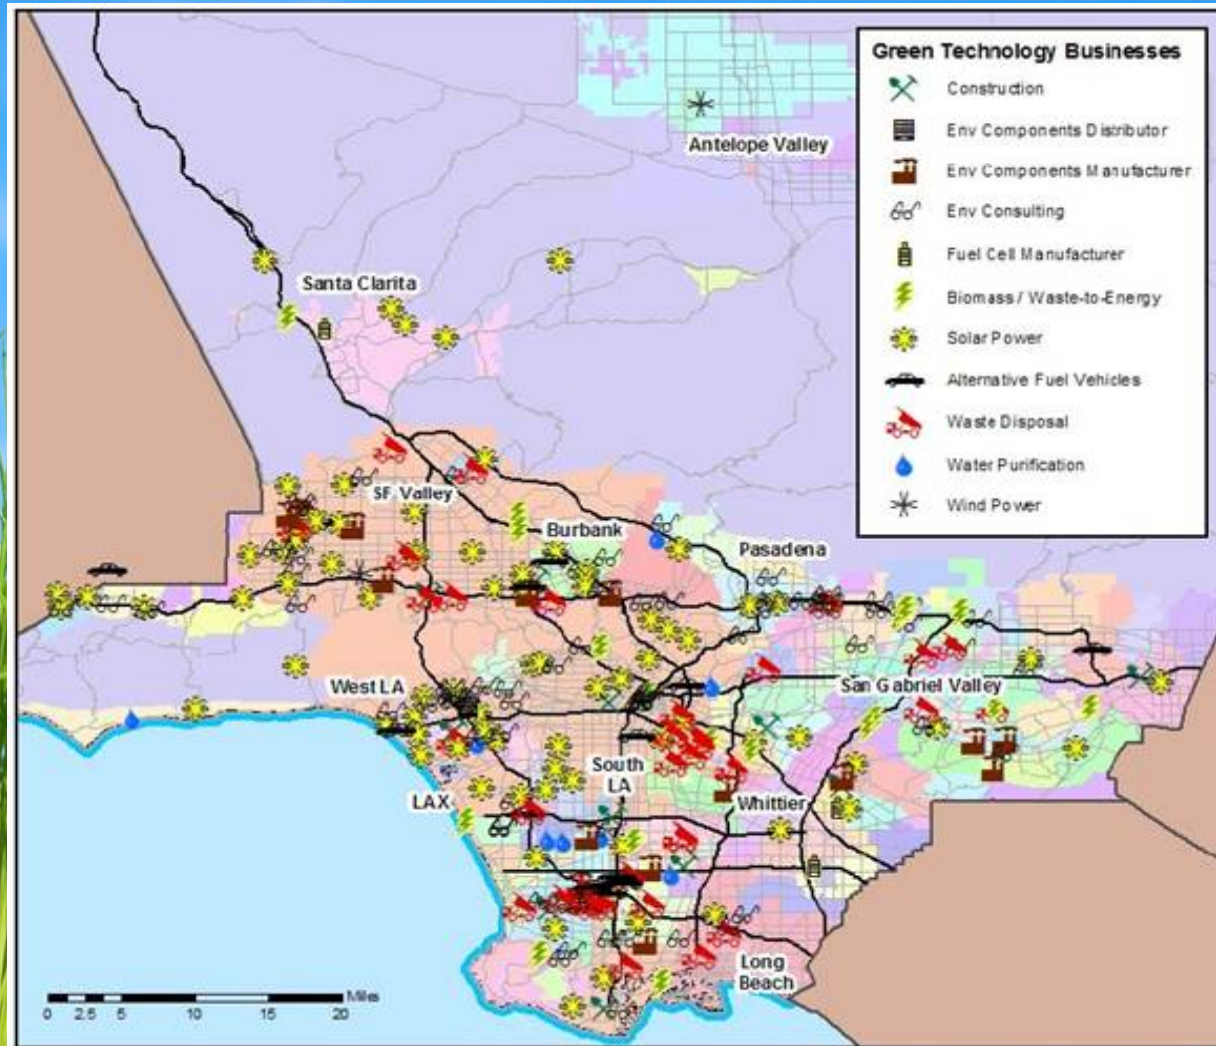 Green Technology Businesses
Construction
Env Components Distributor
Env Components Manufacturer
Env Consulting
Fuel Cell Manufacturer
Biomass / Waste-to-Energy
Solar Power
Alternative Fuel Vehicles
Waste Disposal
Water Purification
Wind Power
Antelope Valley
Santa Clarita
SF Valley
Burbank
Pasadena
West LA
San Gabriel Valley
South
LA
LAX
Whittier
Long
Beach
Miles
0 2.5 5 10 15 20